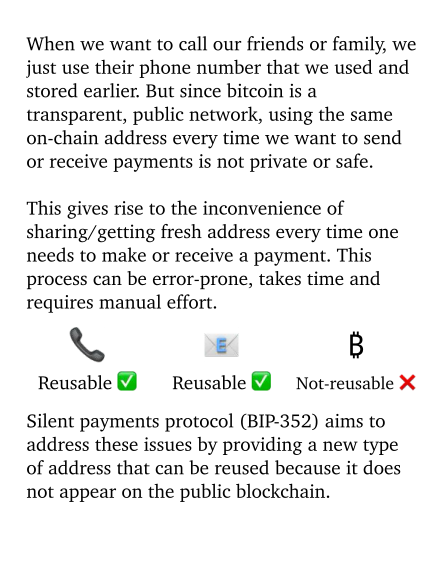 When we want to call our friends or family, we
just use their phone number that we used and
stored earlier. But since bitcoin is a
transparent, public network, using the same
on-chain address every time we want to send
or receive payments is not private or safe.
This gives rise to the inconvenience of
sharing/getting fresh address every time one
needs to make or receive a payment. This
process can be error-prone, takes time and
requires manual effort.
📞 📧 ₿
Reusable ✅ Reusable ✅ Not-reusable ❌
Silent payments protocol (BIP-352) aims to
address these issues by providing a new type
of address that can be reused because it does
not appear on the public blockchain.